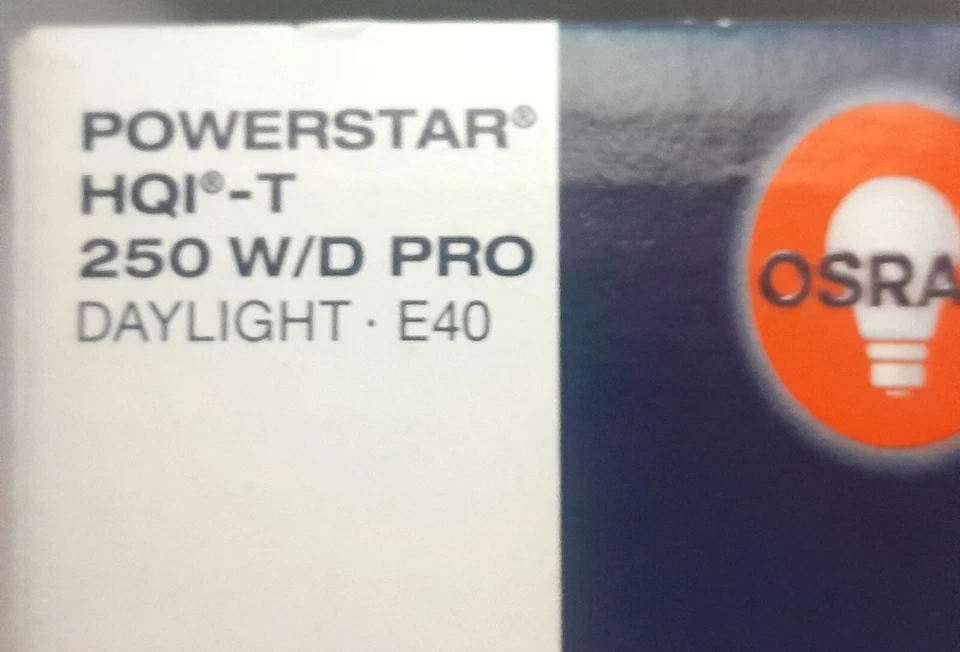 POWERSTAR®
HQI®-T
250 W/D PRO
DAYLIGHT · E40
OSRA